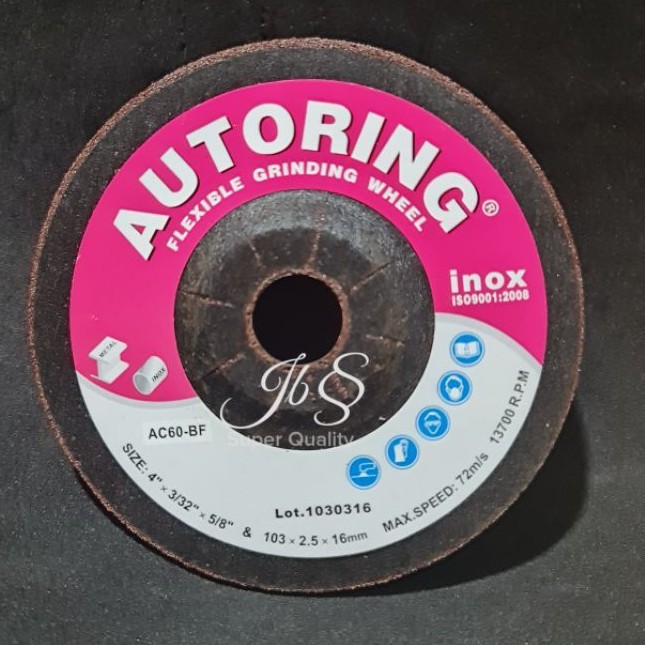 AUTORING®
FLEXIBLE GRINDING WHEEL
inox
ISO9001:2008
METAL
INOX
AC60-BF
JbS
Super Quality
Lot.1030316
SIZE: 4" × 3/32" × 5/8" & 103 × 2.5 × 16mm MAX.SPEED: 72m/s 13700 R.P.M